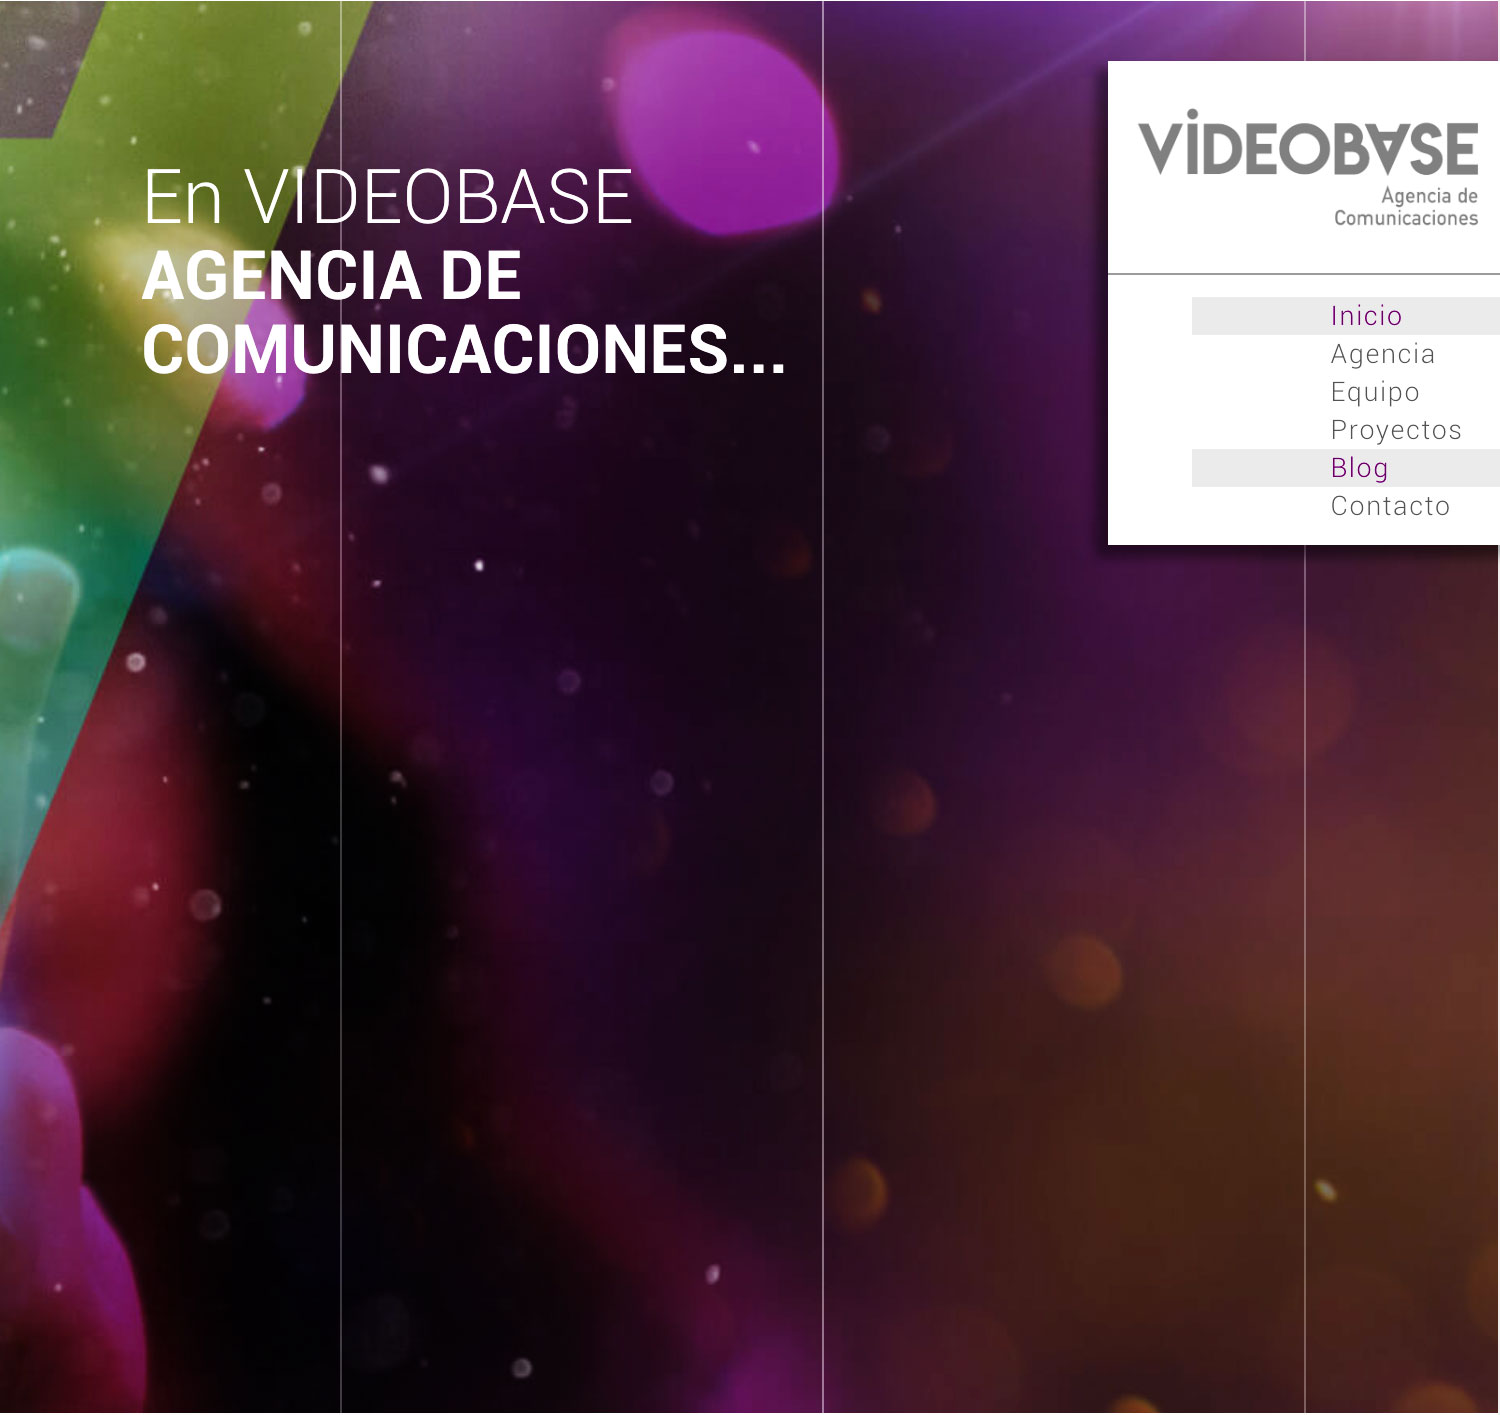 En VIDEOBASE
AGENCIA DE
COMUNICACIONES...
VIDEOBASE
Agencia de
Comunicaciones
Inicio
Agencia
Equipo
Proyectos
Blog
Contacto